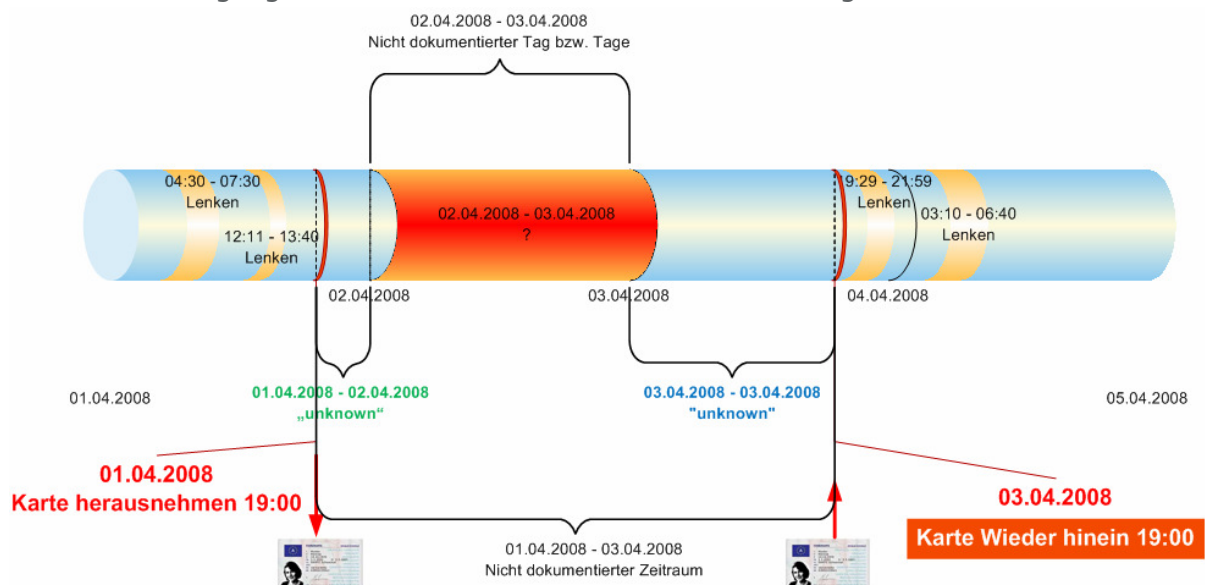 02.04.2008 - 03.04.2008
Nicht dokumentierter Tag bzw. Tage
04:30 - 07:30
Lenken
12:11 - 13:40
Lenken
02.04.2008 - 03.04.2008
?
19:29 - 21:59
Lenken
03:10 - 06:40
Lenken
02.04.2008
03.04.2008
04.04.2008
01.04.2008
01.04.2008 - 02.04.2008
„unknown“
03.04.2008 - 03.04.2008
"unknown"
05.04.2008
01.04.2008
Karte herausnehmen 19:00
03.04.2008
Karte Wieder hinein 19:00
01.04.2008 - 03.04.2008
Nicht dokumentierter Zeitraum